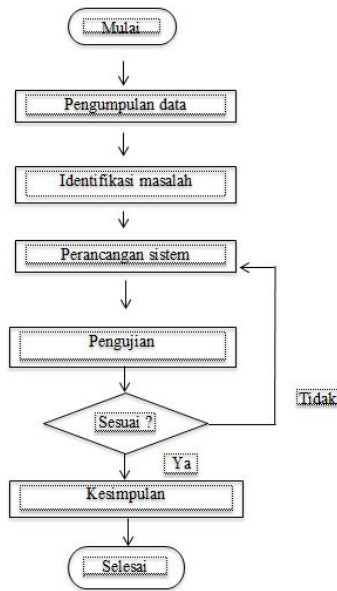 Mulai
Pengumpulan data
Identifikasi masalah
Perancangan sistem
Pengujian
Sesuai ?
Tidak
Ya
Kesimpulan
Selesai